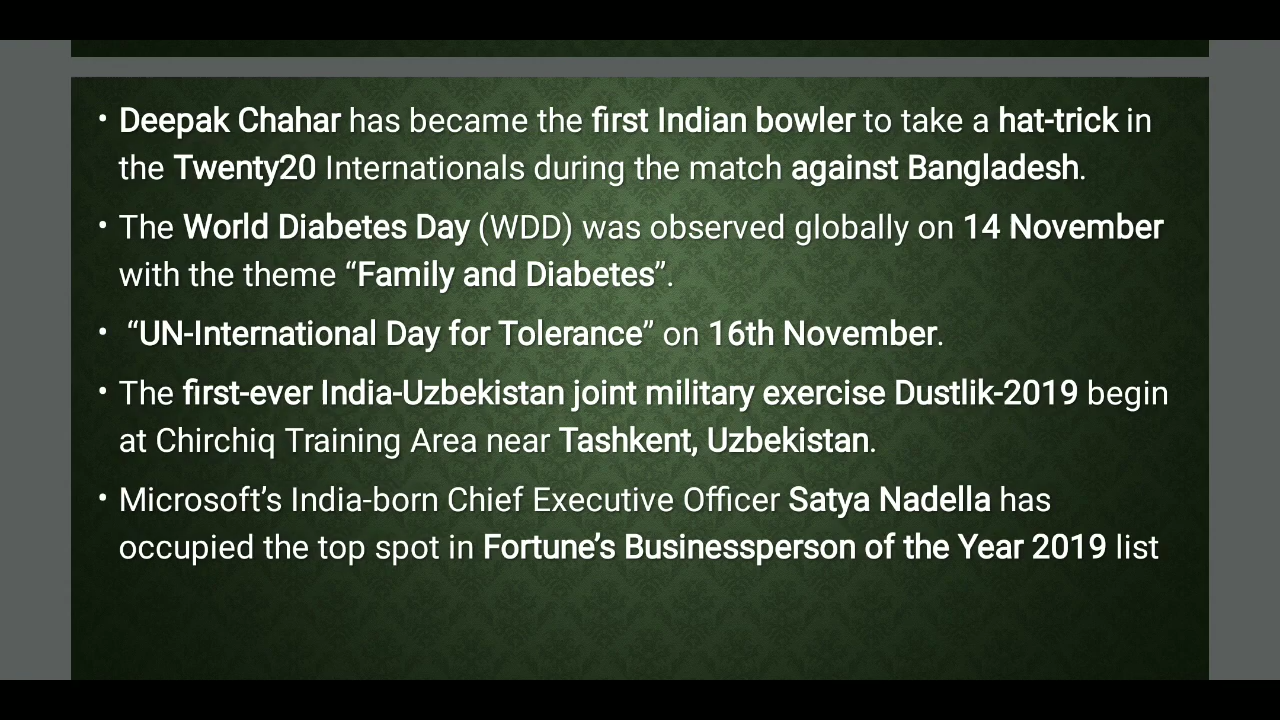 • Deepak Chahar has became the first Indian bowler to take a hat-trick in
the Twenty20 Internationals during the match against Bangladesh.
• The World Diabetes Day (WDD) was observed globally on 14 November
with the theme “Family and Diabetes”.
• “UN-International Day for Tolerance” on 16th November.
• The first-ever India-Uzbekistan joint military exercise Dustlik-2019 begin
at Chirchiq Training Area near Tashkent, Uzbekistan.
• Microsoft’s India-born Chief Executive Officer Satya Nadella has
occupied the top spot in Fortune’s Businessperson of the Year 2019 list